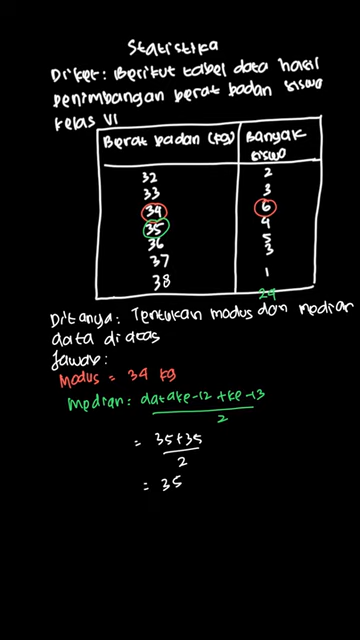 Statistika
Diket: Berikut tabel data hasil
penimbangan berat badan siswa
kelas VI
Berat badan (kg) Banyak siswa
32 2
33 3
34 6
35 4
36 5
37 3
38 1
24
Ditanya: Tentukan modus dan median
data di atas
Jawab:
Modus = 34 kg
median: data ke-12 + ke-13
2
= 35+35
2
= 35